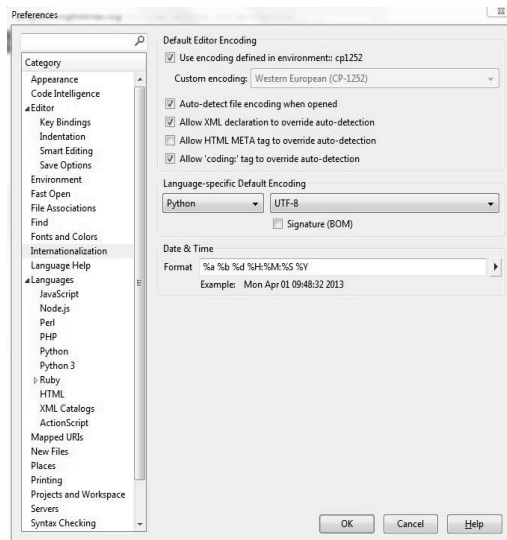 Preferences
Category
Appearance
Code Intelligence
Editor
Key Bindings
Indentation
Smart Editing
Save Options
Environment
Fast Open
File Associations
Find
Fonts and Colors
Internationalization
Language Help
Languages
JavaScript
Node.js
Perl
PHP
Python
Python 3
Ruby
HTML
XML Catalogs
ActionScript
Mapped URIs
New Files
Places
Printing
Projects and Workspace
Servers
Syntax Checking
Default Editor Encoding
Use encoding defined in environment:: cp1252
Custom encoding: Western European (CP-1252)
Auto-detect file encoding when opened
Allow XML declaration to override auto-detection
Allow HTML META tag to override auto-detection
Allow 'coding:' tag to override auto-detection
Language-specific Default Encoding
Python UTF-8
Signature (BOM)
Date & Time
Format %a %b %d %H:%M:%S %Y
Example: Mon Apr 01 09:48:32 2013
OK Cancel Help